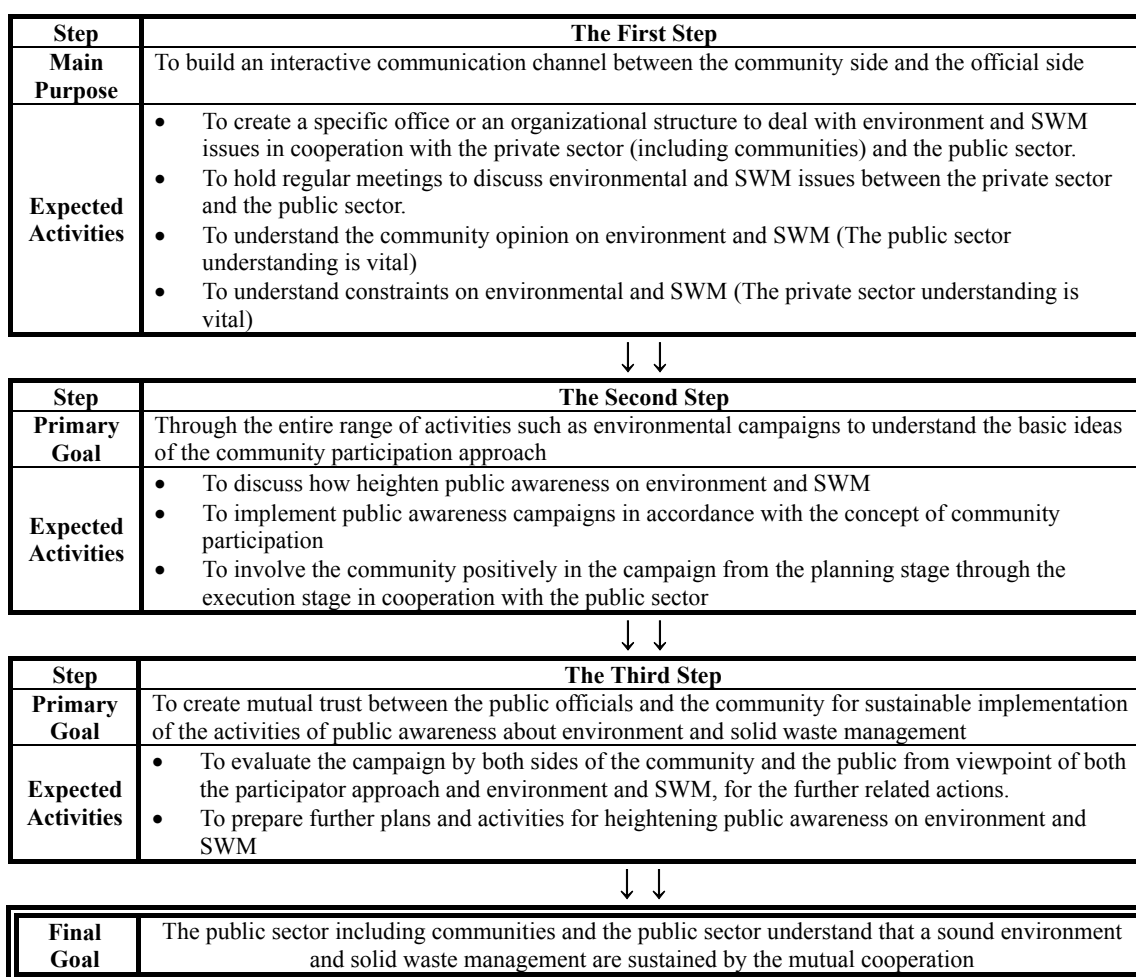 Step The First Step
Main Purpose To build an interactive communication channel between the community side and the official side
Expected Activities
• To create a specific office or an organizational structure to deal with environment and SWM
issues in cooperation with the private sector (including communities) and the public sector.
• To hold regular meetings to discuss environmental and SWM issues between the private sector
and the public sector.
• To understand the community opinion on environment and SWM (The public sector
understanding is vital)
• To understand constraints on environmental and SWM (The private sector understanding is
vital)
↓ ↓
Step The Second Step
Primary Goal
Through the entire range of activities such as environmental campaigns to understand the basic ideas
of the community participation approach
Expected Activities
• To discuss how heighten public awareness on environment and SWM
• To implement public awareness campaigns in accordance with the concept of community
participation
• To involve the community positively in the campaign from the planning stage through the
execution stage in cooperation with the public sector
↓ ↓
Step The Third Step
Primary Goal
To create mutual trust between the public officials and the community for sustainable implementation
of the activities of public awareness about environment and solid waste management
Expected Activities
• To evaluate the campaign by both sides of the community and the public from viewpoint of both
the participator approach and environment and SWM, for the further related actions.
• To prepare further plans and activities for heightening public awareness on environment and
SWM
↓ ↓
Final Goal
The public sector including communities and the public sector understand that a sound environment
and solid waste management are sustained by the mutual cooperation